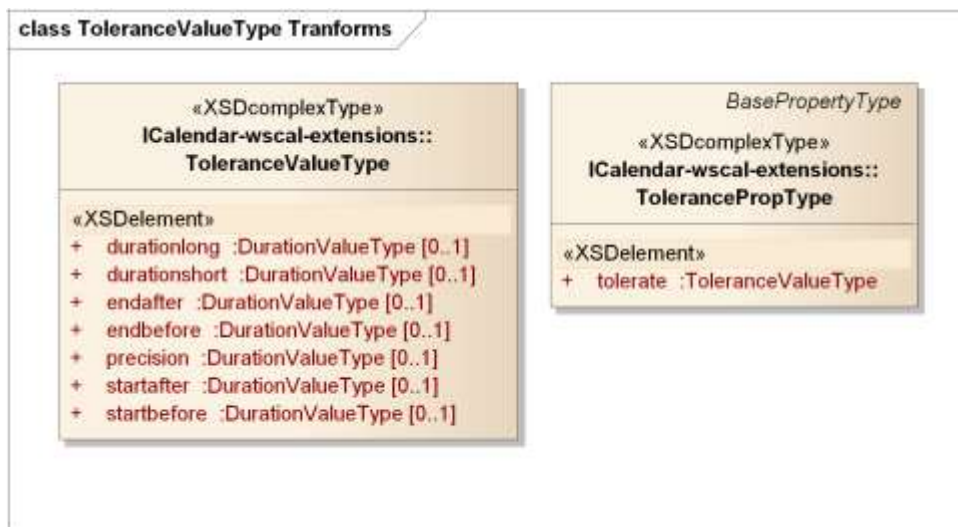 class ToleranceValueType Tranforms
«XSDcomplexType»
ICalendar-wscal-extensions::
ToleranceValueType
«XSDelement»
+ durationlong :DurationValueType [0..1]
+ durationshort :DurationValueType [0..1]
+ endafter :DurationValueType [0..1]
+ endbefore :DurationValueType [0..1]
+ precision :DurationValueType [0..1]
+ startafter :DurationValueType [0..1]
+ startbefore :DurationValueType [0..1]
BasePropertyType
«XSDcomplexType»
ICalendar-wscal-extensions::
TolerancePropType
«XSDelement»
+ tolerate :ToleranceValueType